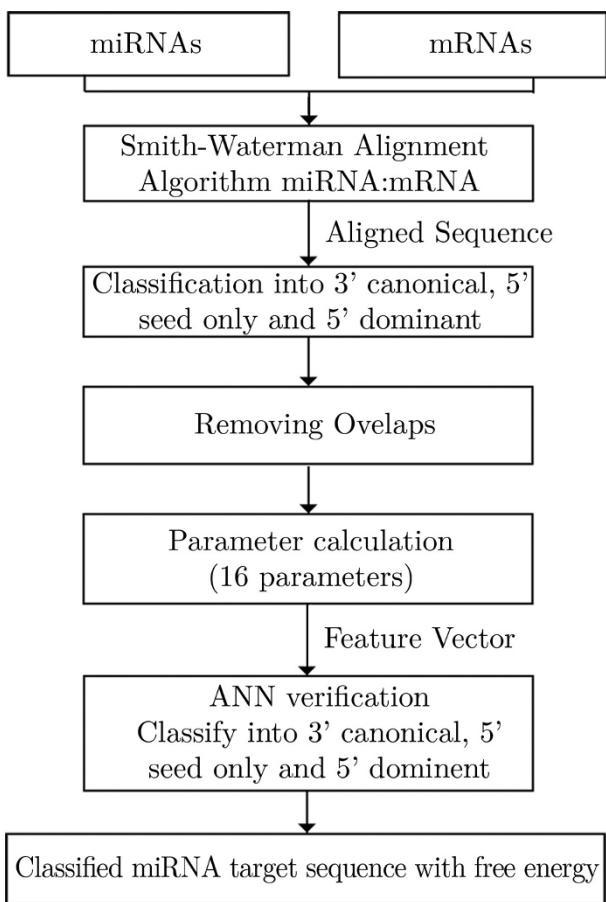 miRNAs
mRNAs
Smith-Waterman Alignment
Algorithm miRNA:mRNA
Aligned Sequence
Classification into 3' canonical, 5'
seed only and 5' dominant
Removing Ovelaps
Parameter calculation
(16 parameters)
Feature Vector
ANN verification
Classify into 3' canonical, 5'
seed only and 5' dominent
Classified miRNA target sequence with free energy